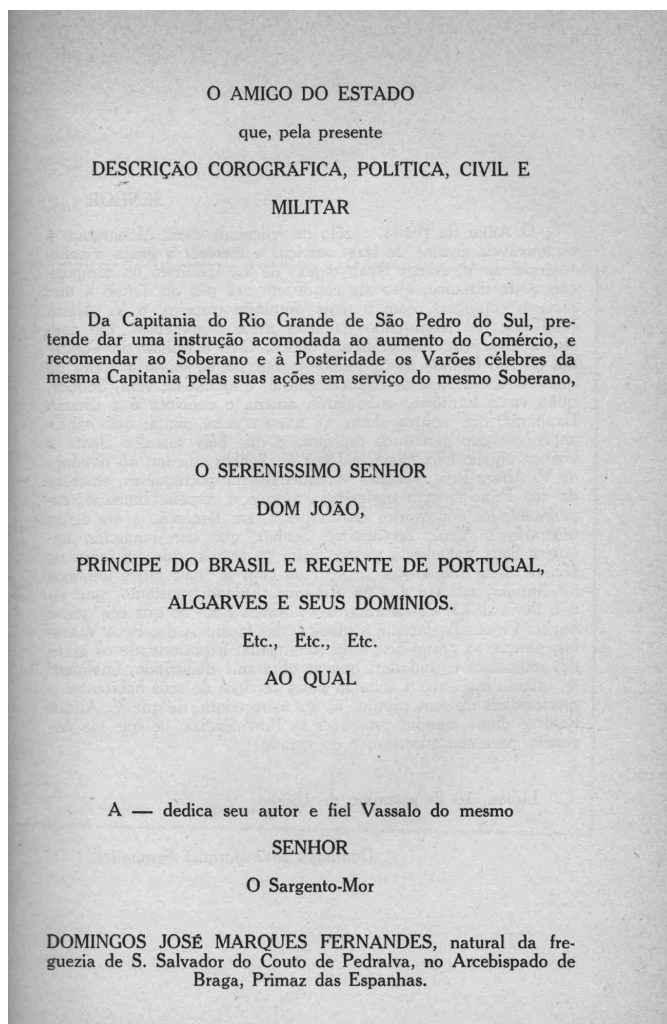 O AMIGO DO ESTADO
que, pela presente
DESCRIÇÃO COROGRÁFICA, POLÍTICA, CIVIL E
MILITAR
Da Capitania do Rio Grande de São Pedro do Sul, pre-
tende dar uma instrução acomodada ao aumento do Comércio, e
recomendar ao Soberano e à Posteridade os Varões célebres da
mesma Capitania pelas suas ações em serviço do mesmo Soberano,
O SERENÍSSIMO SENHOR
DOM JOÃO,
PRÍNCIPE DO BRASIL E REGENTE DE PORTUGAL,
ALGARVES E SEUS DOMÍNIOS.
Etc., Etc., Etc.
AO QUAL
A — dedica seu autor e fiel Vassalo do mesmo
SENHOR
O Sargento-Mor
DOMINGOS JOSÉ MARQUES FERNANDES, natural da fre-
guezia de S. Salvador do Couto de Pedralva, no Arcebispado de
Braga, Primaz das Espanhas.